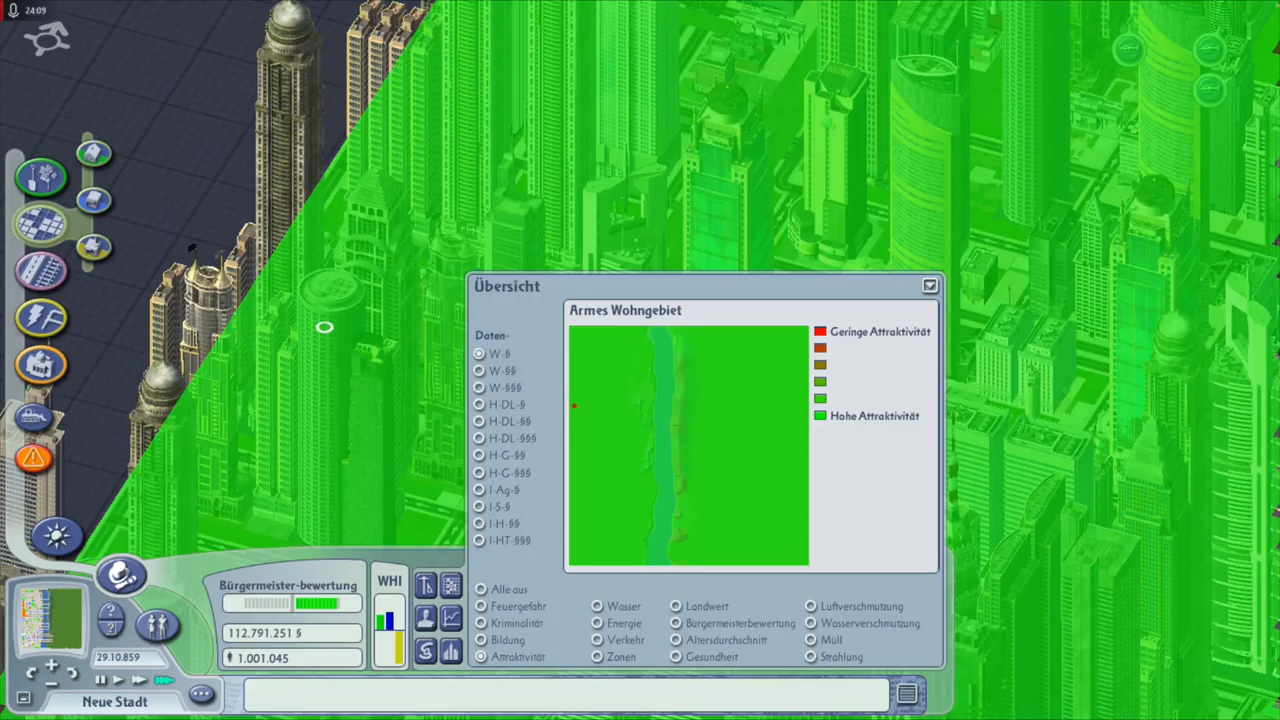 24:09
Übersicht
Armes Wohngebiet
Daten-
W-§
W-§§
W-§§§
H-DL-§
H-DL-§§
H-DL-§§§
H-G-§§
H-G-§§§
I-Ag-§
I-S-§
I-H-§§
I-HT-§§§
Geringe Attraktivität
Hohe Attraktivität
Alle aus
Feuergefahr
Kriminalität
Bildung
Attraktivität
Wasser
Energie
Verkehr
Zonen
Landwert
Bürgermeisterbewertung
Altersdurchschnitt
Gesundheit
Luftverschmutzung
Wasserverschmutzung
Müll
Strahlung
Bürgermeister-bewertung
WHI
112.791.251 §
1.001.045
29.10.859
Neue Stadt